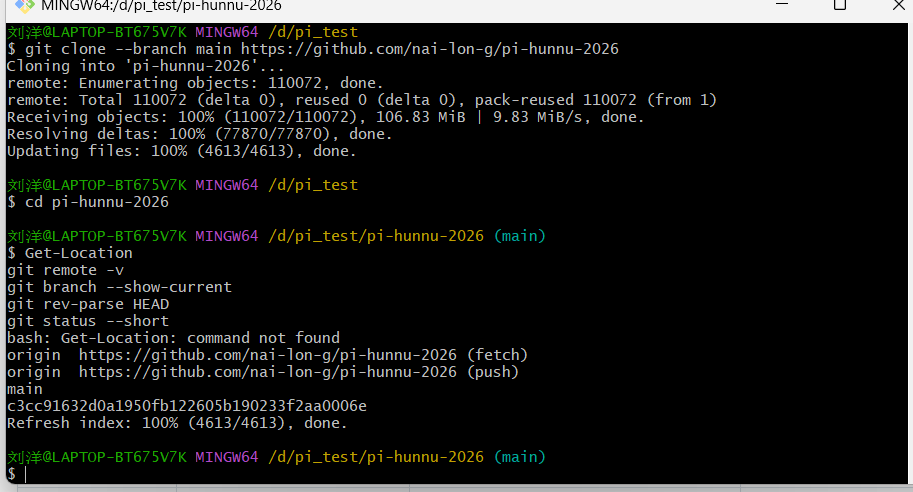 MINGW64:/d/pi_test/pi-hunnu-2026
刘洋@LAPTOP-BT675V7K MINGW64 /d/pi_test
$ git clone --branch main https://github.com/nai-lon-g/pi-hunnu-2026
Cloning into 'pi-hunnu-2026'...
remote: Enumerating objects: 110072, done.
remote: Total 110072 (delta 0), reused 0 (delta 0), pack-reused 110072 (from 1)
Receiving objects: 100% (110072/110072), 106.83 MiB | 9.83 MiB/s, done.
Resolving deltas: 100% (77870/77870), done.
Updating files: 100% (4613/4613), done.
刘洋@LAPTOP-BT675V7K MINGW64 /d/pi_test
$ cd pi-hunnu-2026
刘洋@LAPTOP-BT675V7K MINGW64 /d/pi_test/pi-hunnu-2026 (main)
$ Get-Location
git remote -v
git branch --show-current
git rev-parse HEAD
git status --short
bash: Get-Location: command not found
origin  https://github.com/nai-lon-g/pi-hunnu-2026 (fetch)
origin  https://github.com/nai-lon-g/pi-hunnu-2026 (push)
main
c3cc91632d0a1950fb122605b190233f2aa0006e
Refresh index: 100% (4613/4613), done.
刘洋@LAPTOP-BT675V7K MINGW64 /d/pi_test/pi-hunnu-2026 (main)
$